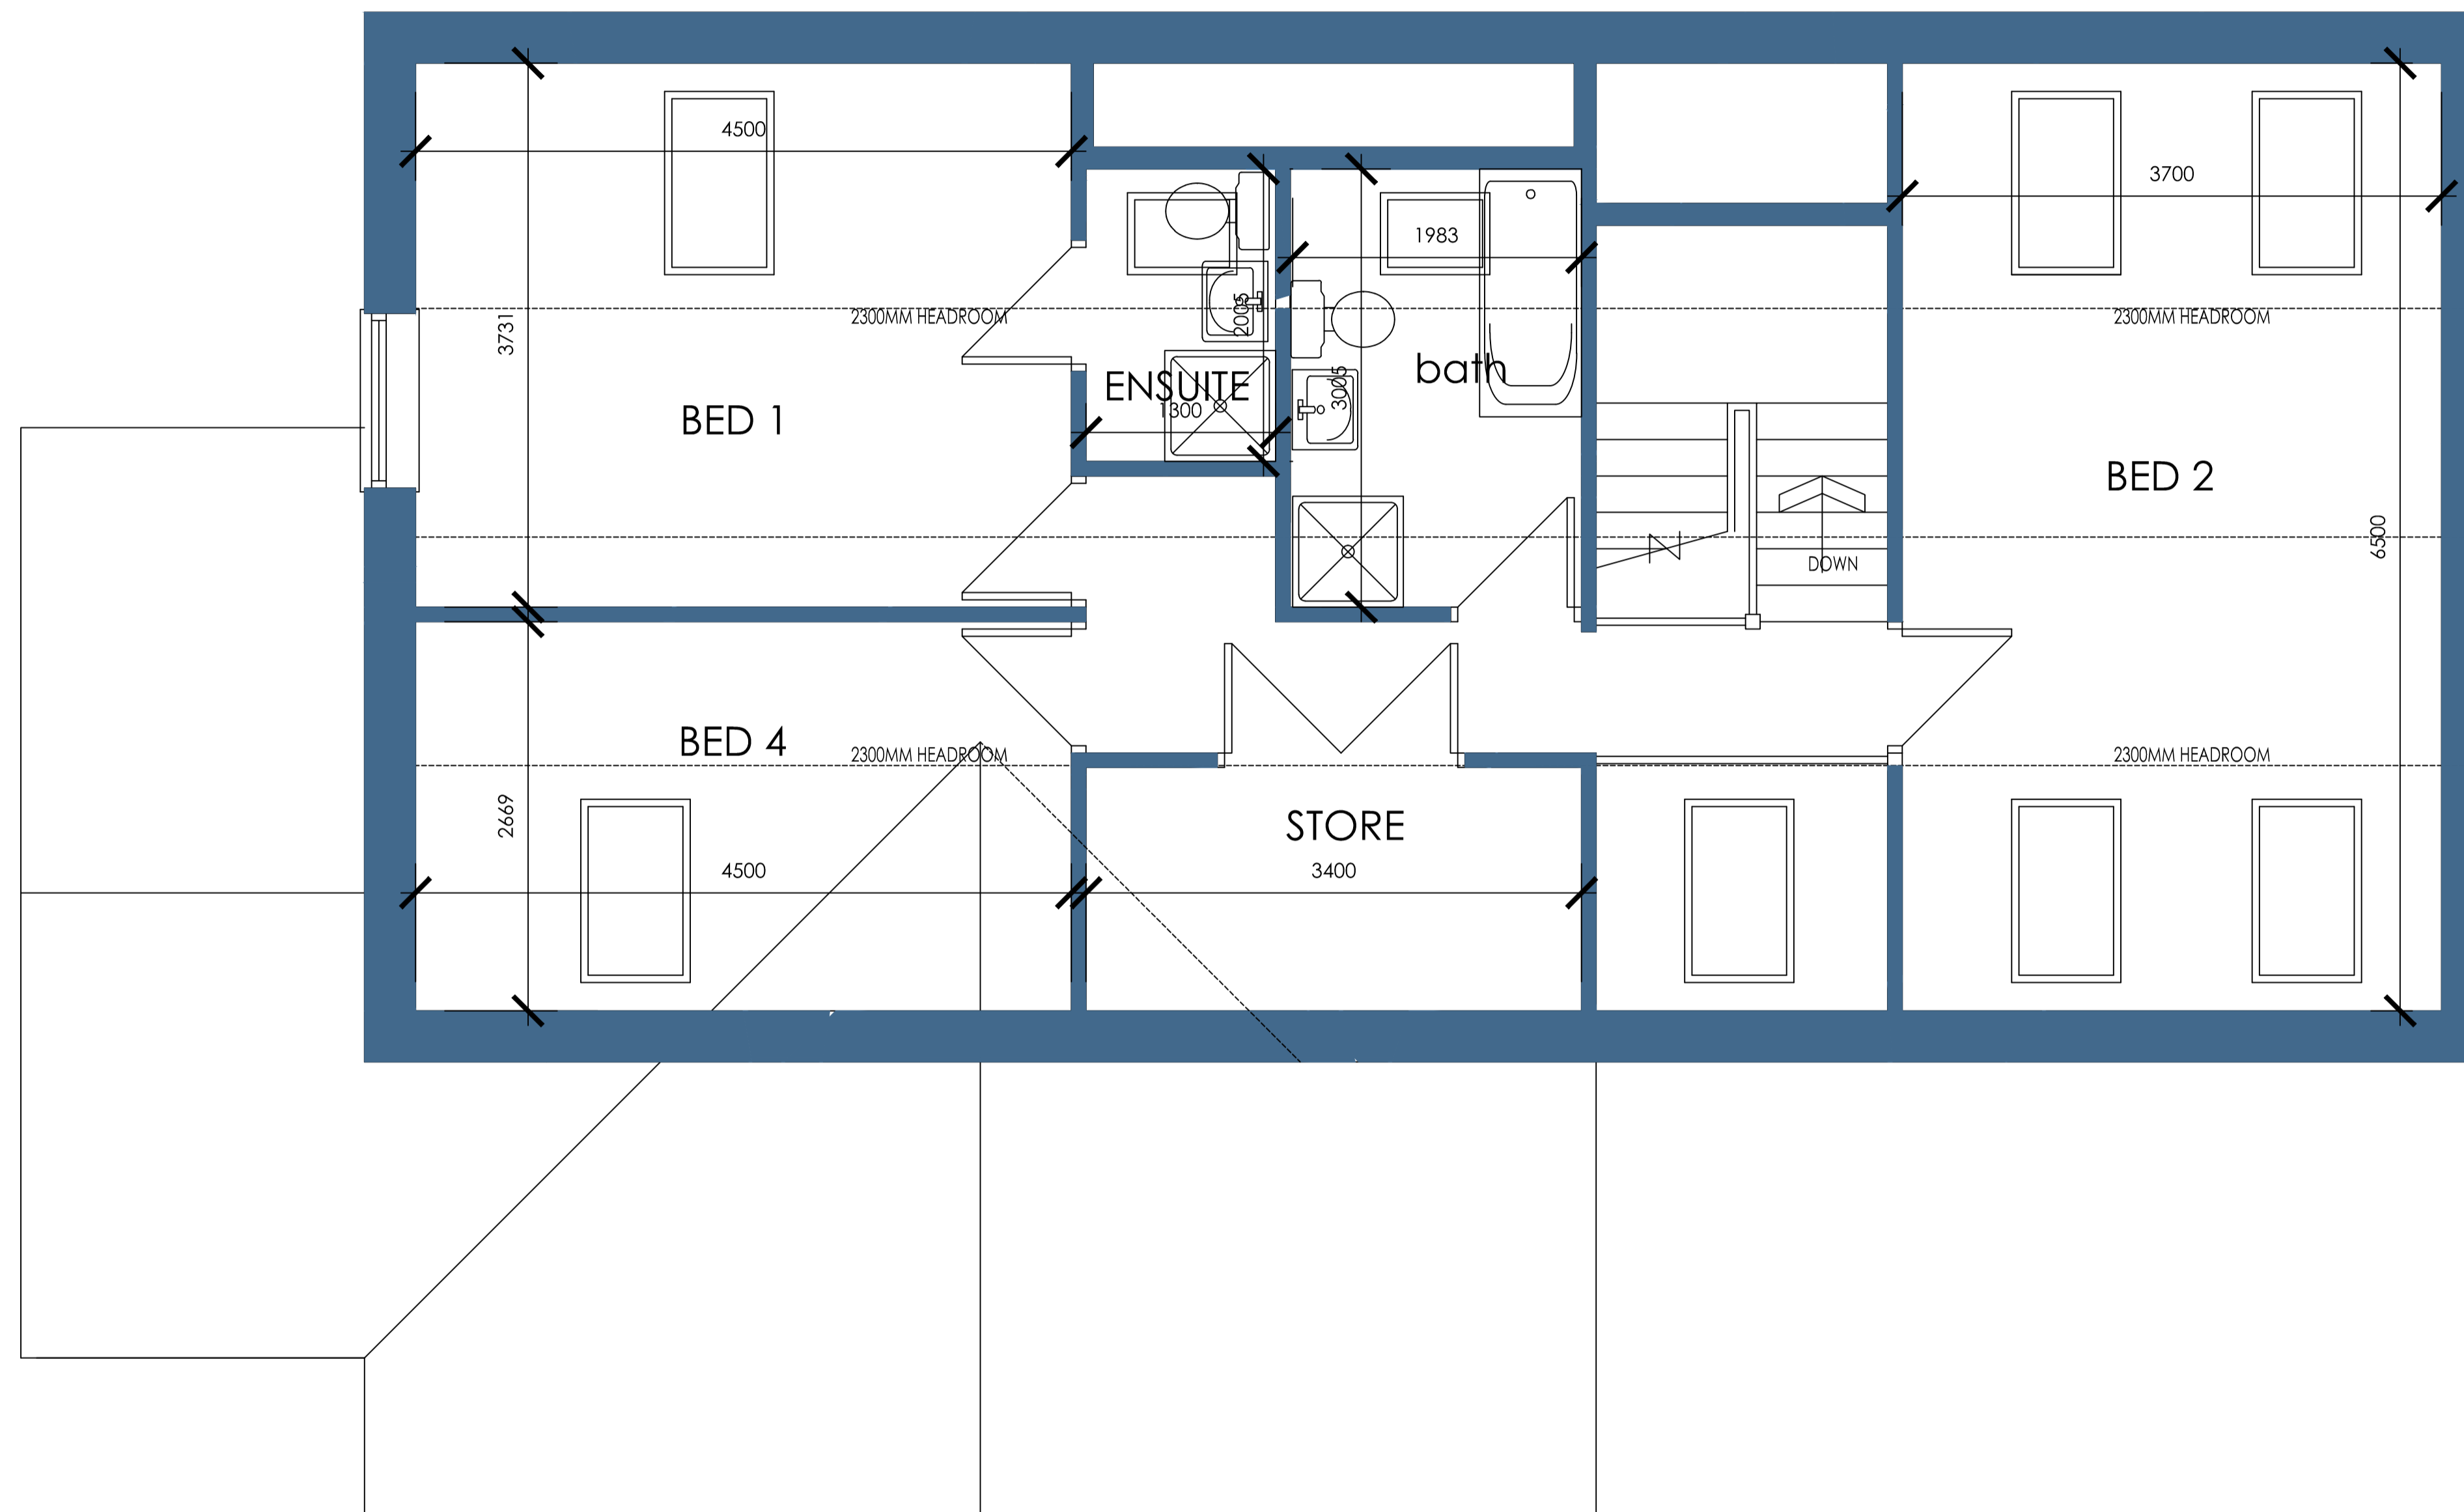 4500
3700
1983
2300MM HEADROOM
2300MM HEADROOM
3731
2005
bath
3005
ENSUITE
1300
BED 1
BED 2
6500
DOWN
BED 4
2300MM HEADROOM
2300MM HEADROOM
2669
STORE
4500
3400